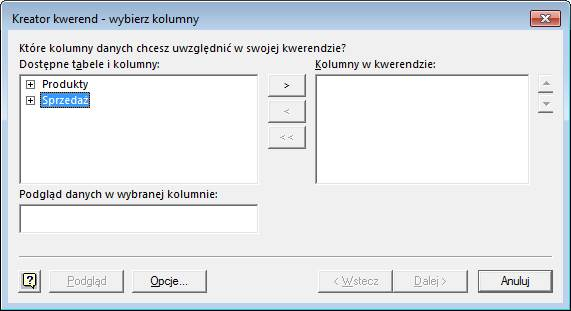 Kreator kwerend - wybierz kolumny
Które kolumny danych chcesz uwzględnić w swojej kwerendzie?
Dostępne tabele i kolumny:
Kolumny w kwerendzie:
Produkty
Sprzedaż
>
<
<<
Podgląd danych w wybranej kolumnie:
?
Podgląd
Opcje...
< Wstecz
Dalej >
Anuluj